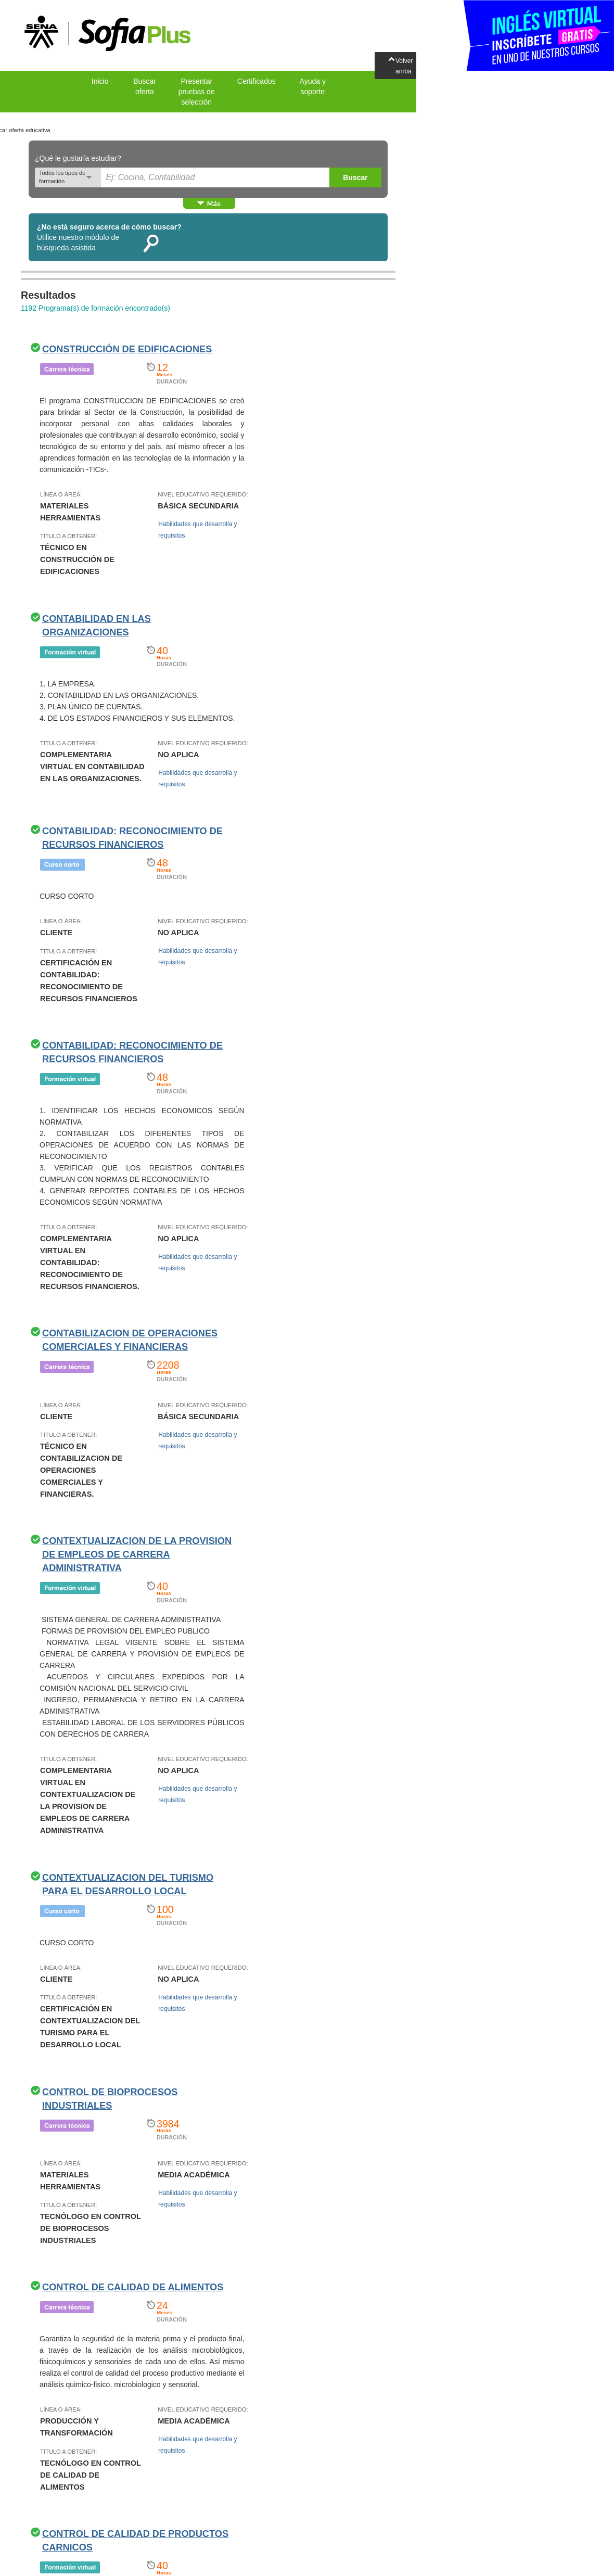 SENA
SofiaPlus
INGLÉS VIRTUAL
INSCRÍBETE GRATIS
EN UNO DE NUESTROS CURSOS
Volver
arriba
Inicio
Buscar
oferta
Presentar
pruebas de
selección
Certificados
Ayuda y
soporte
car oferta educativa
¿Qué le gustaría estudiar?
Todos los tipos de
formación
Ej: Cocina, Contabilidad
Buscar
Más
¿No está seguro acerca de cómo buscar?
Utilice nuestro módulo de
búsqueda asistida
Resultados
1192 Programa(s) de formación encontrado(s)
CONSTRUCCIÓN DE EDIFICACIONES
Carrera técnica
12
Meses
DURACIÓN
El programa CONSTRUCCION DE EDIFICACIONES se creó
para brindar al Sector de la Construcción, la posibilidad de
incorporar personal con altas calidades laborales y
profesionales que contribuyan al desarrollo económico, social y
tecnológico de su entorno y del país, así mismo ofrecer a los
aprendices formación en las tecnologías de la información y la
comunicación -TICs-.
LÍNEA O ÁREA:
MATERIALES
HERRAMIENTAS
TITULO A OBTENER:
TÉCNICO EN
CONSTRUCCIÓN DE
EDIFICACIONES
NIVEL EDUCATIVO REQUERIDO:
BÁSICA SECUNDARIA
Habilidades que desarrolla y
requisitos
CONTABILIDAD EN LAS
ORGANIZACIONES
Formación virtual
40
Horas
DURACIÓN
1. LA EMPRESA.
2. CONTABILIDAD EN LAS ORGANIZACIONES.
3. PLAN ÚNICO DE CUENTAS.
4. DE LOS ESTADOS FINANCIEROS Y SUS ELEMENTOS.
TITULO A OBTENER:
COMPLEMENTARIA
VIRTUAL EN CONTABILIDAD
EN LAS ORGANIZACIONES.
NIVEL EDUCATIVO REQUERIDO:
NO APLICA
Habilidades que desarrolla y
requisitos
CONTABILIDAD: RECONOCIMIENTO DE
RECURSOS FINANCIEROS
Curso corto
48
Horas
DURACIÓN
CURSO CORTO
LÍNEA O ÁREA:
CLIENTE
TITULO A OBTENER:
CERTIFICACIÓN EN
CONTABILIDAD:
RECONOCIMIENTO DE
RECURSOS FINANCIEROS
NIVEL EDUCATIVO REQUERIDO:
NO APLICA
Habilidades que desarrolla y
requisitos
CONTABILIDAD: RECONOCIMIENTO DE
RECURSOS FINANCIEROS
Formación virtual
48
Horas
DURACIÓN
1. IDENTIFICAR LOS HECHOS ECONOMICOS SEGÚN
NORMATIVA
2. CONTABILIZAR LOS DIFERENTES TIPOS DE
OPERACIONES DE ACUERDO CON LAS NORMAS DE
RECONOCIMIENTO
3. VERIFICAR QUE LOS REGISTROS CONTABLES
CUMPLAN CON NORMAS DE RECONOCIMIENTO
4. GENERAR REPORTES CONTABLES DE LOS HECHOS
ECONOMICOS SEGÚN NORMATIVA
TITULO A OBTENER:
COMPLEMENTARIA
VIRTUAL EN
CONTABILIDAD:
RECONOCIMIENTO DE
RECURSOS FINANCIEROS.
NIVEL EDUCATIVO REQUERIDO:
NO APLICA
Habilidades que desarrolla y
requisitos
CONTABILIZACION DE OPERACIONES
COMERCIALES Y FINANCIERAS
Carrera técnica
2208
Horas
DURACIÓN
LÍNEA O ÁREA:
CLIENTE
TITULO A OBTENER:
TÉCNICO EN
CONTABILIZACION DE
OPERACIONES
COMERCIALES Y
FINANCIERAS.
NIVEL EDUCATIVO REQUERIDO:
BÁSICA SECUNDARIA
Habilidades que desarrolla y
requisitos
CONTEXTUALIZACION DE LA PROVISION
DE EMPLEOS DE CARRERA
ADMINISTRATIVA
Formación virtual
40
Horas
DURACIÓN
SISTEMA GENERAL DE CARRERA ADMINISTRATIVA
FORMAS DE PROVISIÓN DEL EMPLEO PUBLICO
NORMATIVA LEGAL VIGENTE SOBRE EL SISTEMA
GENERAL DE CARRERA Y PROVISIÓN DE EMPLEOS DE
CARRERA
ACUERDOS Y CIRCULARES EXPEDIDOS POR LA
COMISIÓN NACIONAL DEL SERVICIO CIVIL
INGRESO, PERMANENCIA Y RETIRO EN LA CARRERA
ADMINISTRATIVA
ESTABILIDAD LABORAL DE LOS SERVIDORES PÚBLICOS
CON DERECHOS DE CARRERA
TITULO A OBTENER:
COMPLEMENTARIA
VIRTUAL EN
CONTEXTUALIZACION DE
LA PROVISION DE
EMPLEOS DE CARRERA
ADMINISTRATIVA
NIVEL EDUCATIVO REQUERIDO:
NO APLICA
Habilidades que desarrolla y
requisitos
CONTEXTUALIZACION DEL TURISMO
PARA EL DESARROLLO LOCAL
Curso corto
100
Horas
DURACIÓN
CURSO CORTO
LÍNEA O ÁREA:
CLIENTE
TITULO A OBTENER:
CERTIFICACIÓN EN
CONTEXTUALIZACION DEL
TURISMO PARA EL
DESARROLLO LOCAL
NIVEL EDUCATIVO REQUERIDO:
NO APLICA
Habilidades que desarrolla y
requisitos
CONTROL DE BIOPROCESOS
INDUSTRIALES
Carrera técnica
3984
Horas
DURACIÓN
LÍNEA O ÁREA:
MATERIALES
HERRAMIENTAS
TITULO A OBTENER:
TECNÓLOGO EN CONTROL
DE BIOPROCESOS
INDUSTRIALES
NIVEL EDUCATIVO REQUERIDO:
MEDIA ACADÉMICA
Habilidades que desarrolla y
requisitos
CONTROL DE CALIDAD DE ALIMENTOS
Carrera técnica
24
Meses
DURACIÓN
Garantiza la seguridad de la materia prima y el producto final,
a través de la realización de los análisis microbiológicos,
fisicoquímicos y sensoriales de cada uno de ellos. Así mismo
realiza el control de calidad del proceso productivo mediante el
análisis quimico-fisico, microbiologico y sensorial.
LÍNEA O ÁREA:
PRODUCCIÓN Y
TRANSFORMACIÓN
TITULO A OBTENER:
TECNÓLOGO EN CONTROL
DE CALIDAD DE
ALIMENTOS
NIVEL EDUCATIVO REQUERIDO:
MEDIA ACADÉMICA
Habilidades que desarrolla y
requisitos
CONTROL DE CALIDAD DE PRODUCTOS
CARNICOS
Formación virtual
40
Horas